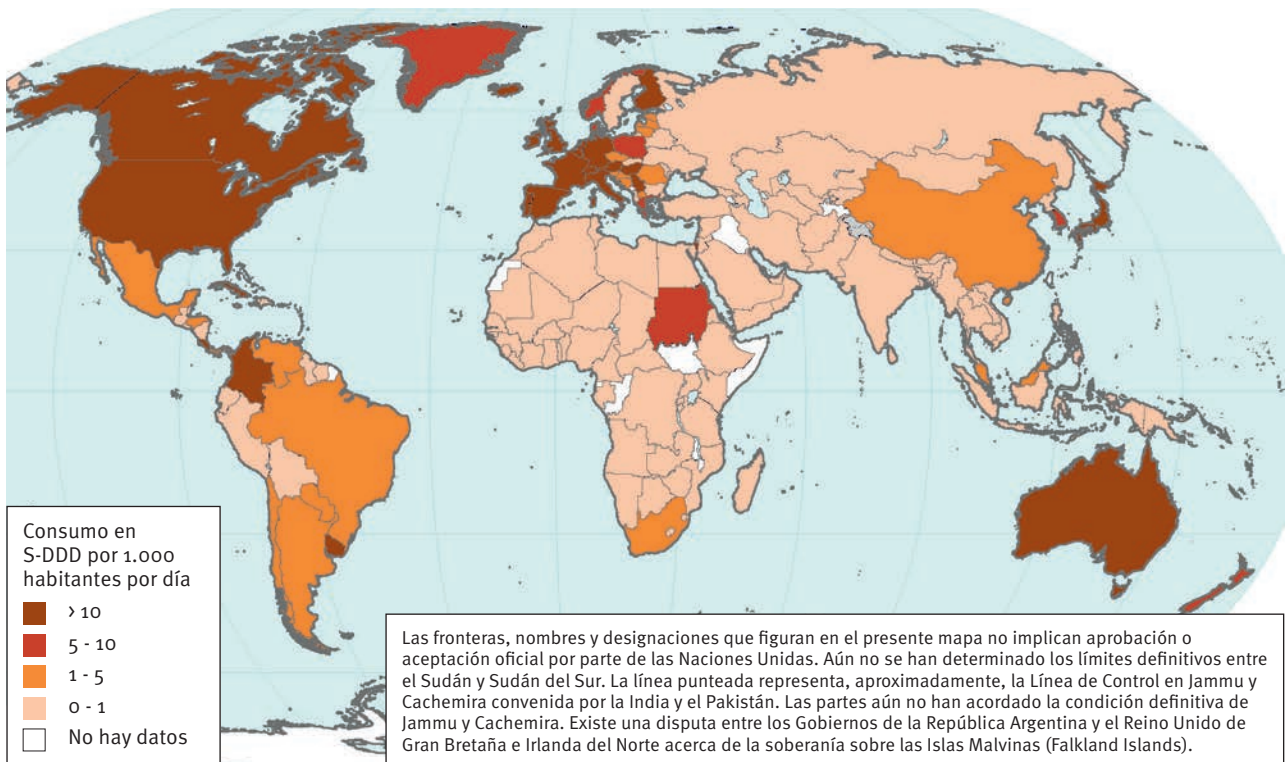 Consumo en
S-DDD por 1.000
habitantes por día
> 10
5 - 10
1 - 5
0 - 1
No hay datos
Las fronteras, nombres y designaciones que figuran en el presente mapa no implican aprobación o
aceptación oficial por parte de las Naciones Unidas. Aún no se han determinado los límites definitivos entre
el Sudán y Sudán del Sur. La línea punteada representa, aproximadamente, la Línea de Control en Jammu y
Cachemira convenida por la India y el Pakistán. Las partes aún no han acordado la condición definitiva de
Jammu y Cachemira. Existe una disputa entre los Gobiernos de la República Argentina y el Reino Unido de
Gran Bretaña e Irlanda del Norte acerca de la soberanía sobre las Islas Malvinas (Falkland Islands).